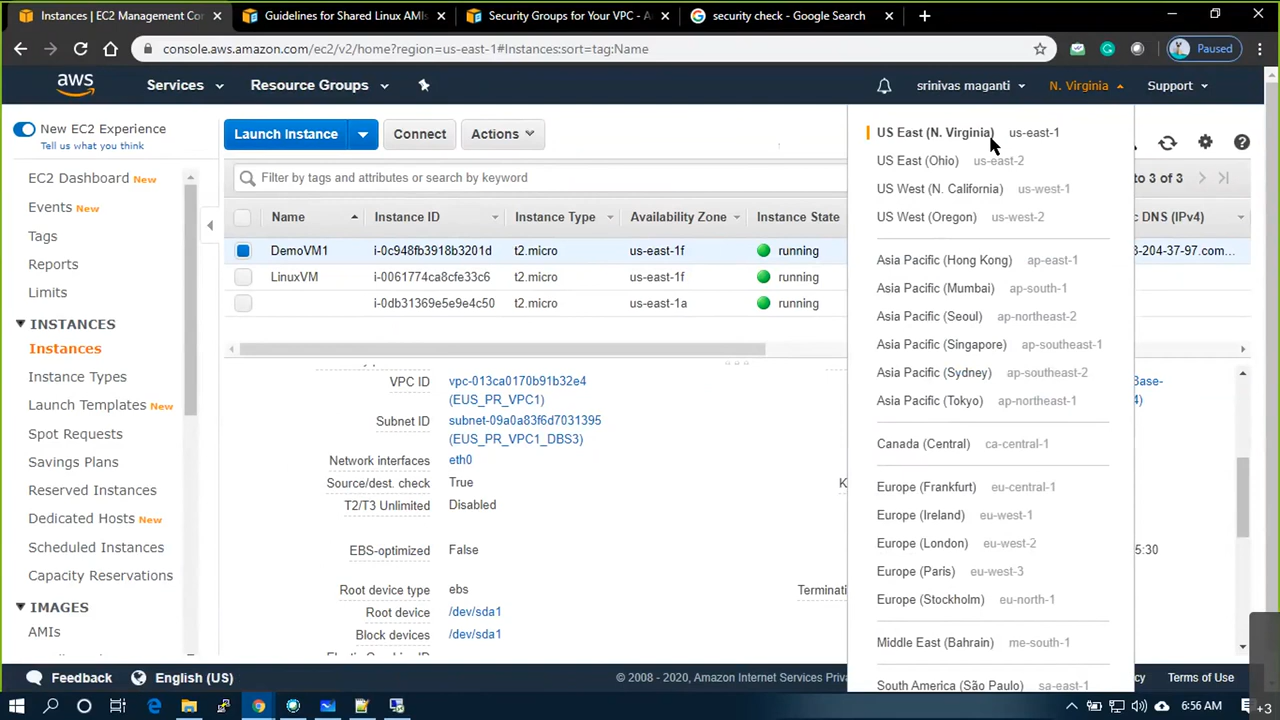 Instances | EC2 Management Con
Guidelines for Shared Linux AMIs
Security Groups for Your VPC - A
security check - Google Search
console.aws.amazon.com/ec2/v2/home?region=us-east-1#Instances:sort=tag:Name
Paused
aws
Services
Resource Groups
srinivas maganti
N. Virginia
Support
New EC2 Experience
Tell us what you think
EC2 Dashboard New
Events New
Tags
Reports
Limits
INSTANCES
Instances
Instance Types
Launch Templates New
Spot Requests
Savings Plans
Reserved Instances
Dedicated Hosts New
Scheduled Instances
Capacity Reservations
IMAGES
AMIs
Launch Instance
Connect
Actions
Filter by tags and attributes or search by keyword
to 3 of 3
Name Instance ID Instance Type Availability Zone Instance State c DNS (IPv4)
DemoVM1 i-0c948fb3918b3201d t2.micro us-east-1f running 3-204-37-97.com...
LinuxVM i-0061774ca8cfe33c6 t2.micro us-east-1f running
i-0db31369e5e9e4c50 t2.micro us-east-1a running
VPC ID vpc-013ca0170b91b32e4
(EUS_PR_VPC1)
Subnet ID subnet-09a0a83f6d7031395
(EUS_PR_VPC1_DBS3)
Network interfaces eth0
Source/dest. check True
T2/T3 Unlimited Disabled
EBS-optimized False
Root device type ebs
Root device /dev/sda1
Block devices /dev/sda1
K
Terminati
Base-
4)
5:30
US East (N. Virginia) us-east-1
US East (Ohio) us-east-2
US West (N. California) us-west-1
US West (Oregon) us-west-2
Asia Pacific (Hong Kong) ap-east-1
Asia Pacific (Mumbai) ap-south-1
Asia Pacific (Seoul) ap-northeast-2
Asia Pacific (Singapore) ap-southeast-1
Asia Pacific (Sydney) ap-southeast-2
Asia Pacific (Tokyo) ap-northeast-1
Canada (Central) ca-central-1
Europe (Frankfurt) eu-central-1
Europe (Ireland) eu-west-1
Europe (London) eu-west-2
Europe (Paris) eu-west-3
Europe (Stockholm) eu-north-1
Middle East (Bahrain) me-south-1
South America (São Paulo) sa-east-1
Feedback
English (US)
© 2008 - 2020, Amazon Internet Services Priva
cy
Terms of Use
6:56 AM
+3